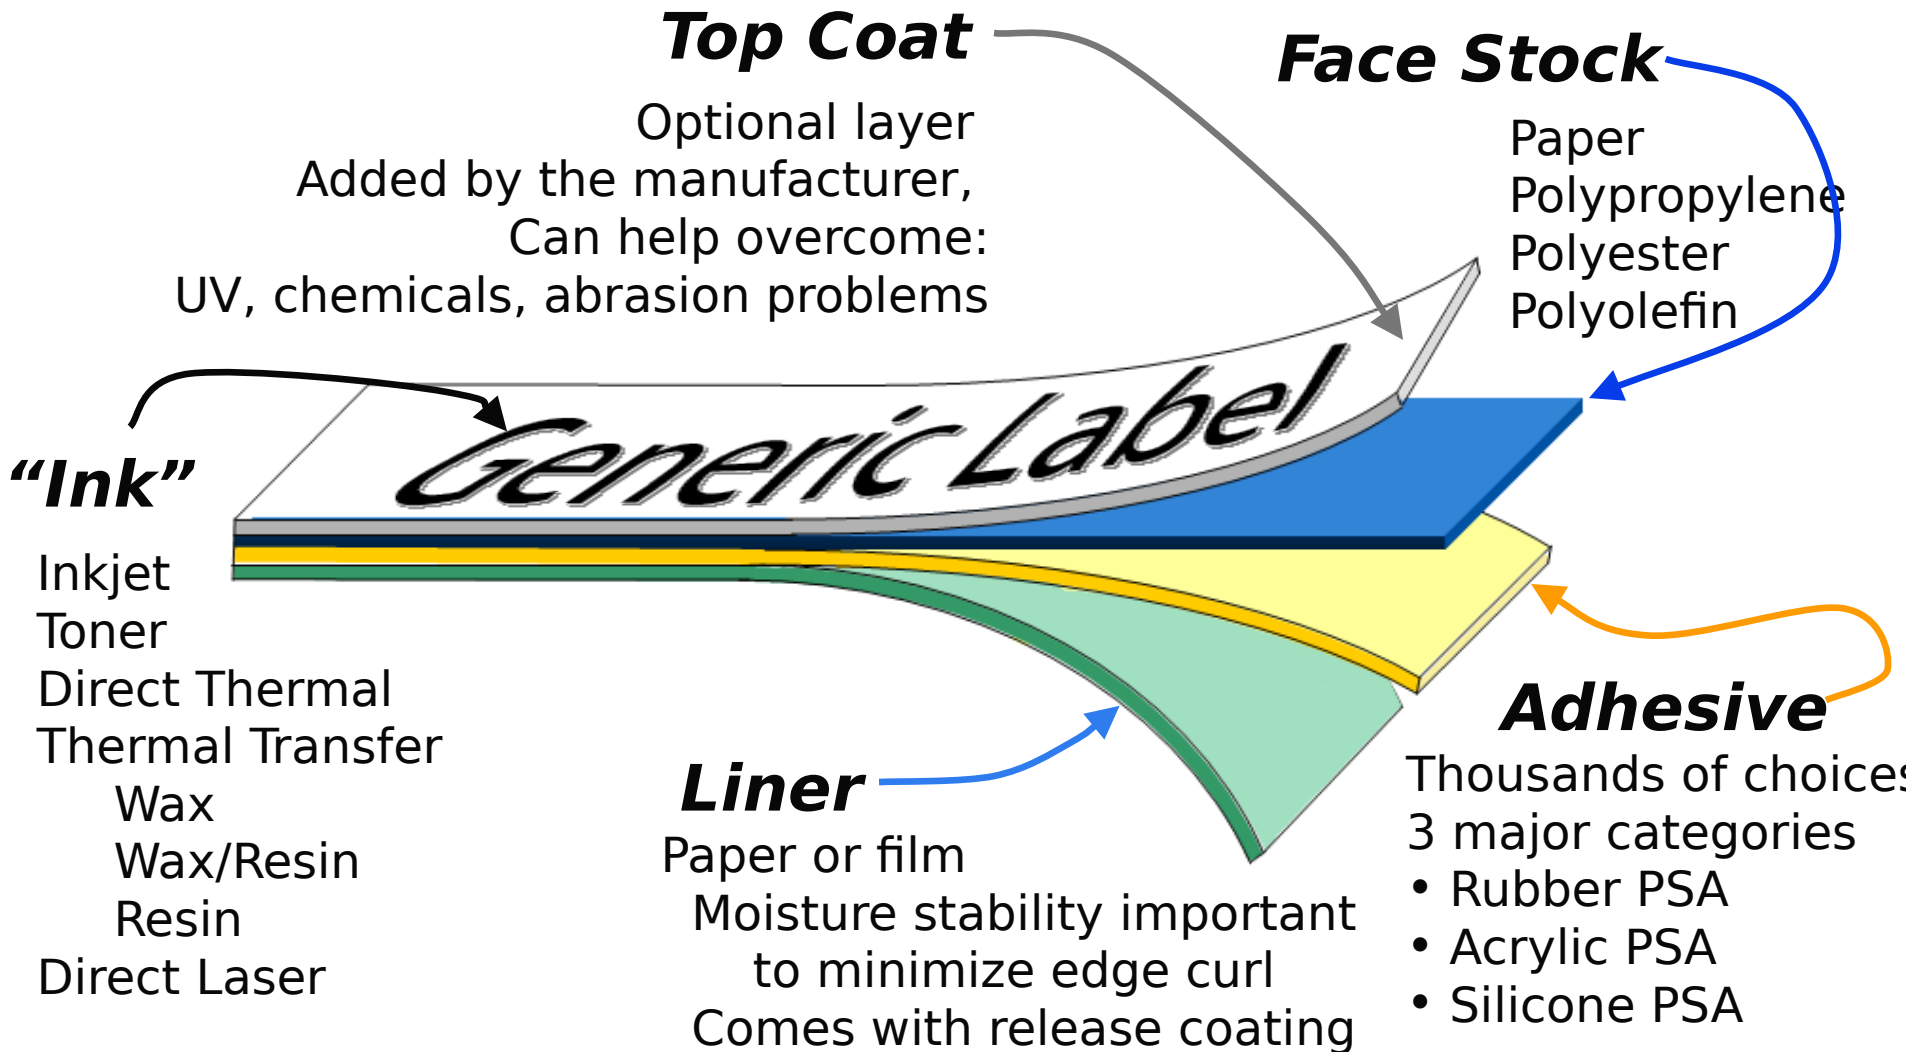 Top Coat
Optional layer
Added by the manufacturer,
Can help overcome:
UV, chemicals, abrasion problems
Face Stock
Paper
Polypropylene
Polyester
Polyolefin
Generic Label
“Ink”
Inkjet
Toner
Direct Thermal
Thermal Transfer
Wax
Wax/Resin
Resin
Direct Laser
Liner
Paper or film
Moisture stability important
to minimize edge curl
Comes with release coating
Adhesive
Thousands of choices
3 major categories
• Rubber PSA
• Acrylic PSA
• Silicone PSA